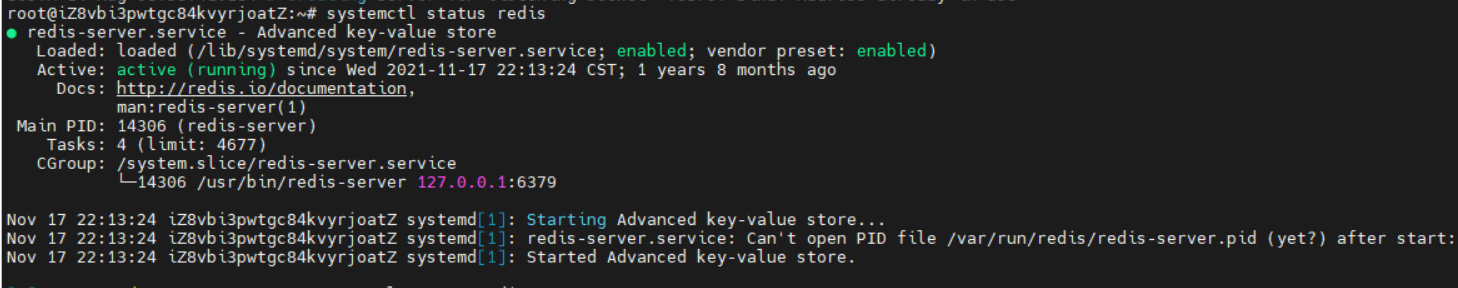 root@iZ8vbi3pwtgc84kvyrjoatZ:~# systemctl status redis
● redis-server.service - Advanced key-value store
   Loaded: loaded (/lib/systemd/system/redis-server.service; enabled; vendor preset: enabled)
   Active: active (running) since Wed 2021-11-17 22:13:24 CST; 1 years 8 months ago
     Docs: http://redis.io/documentation,
           man:redis-server(1)
 Main PID: 14306 (redis-server)
    Tasks: 4 (limit: 4677)
   CGroup: /system.slice/redis-server.service
           └─14306 /usr/bin/redis-server 127.0.0.1:6379
Nov 17 22:13:24 iZ8vbi3pwtgc84kvyrjoatZ systemd[1]: Starting Advanced key-value store...
Nov 17 22:13:24 iZ8vbi3pwtgc84kvyrjoatZ systemd[1]: redis-server.service: Can't open PID file /var/run/redis/redis-server.pid (yet?) after start:
Nov 17 22:13:24 iZ8vbi3pwtgc84kvyrjoatZ systemd[1]: Started Advanced key-value store.